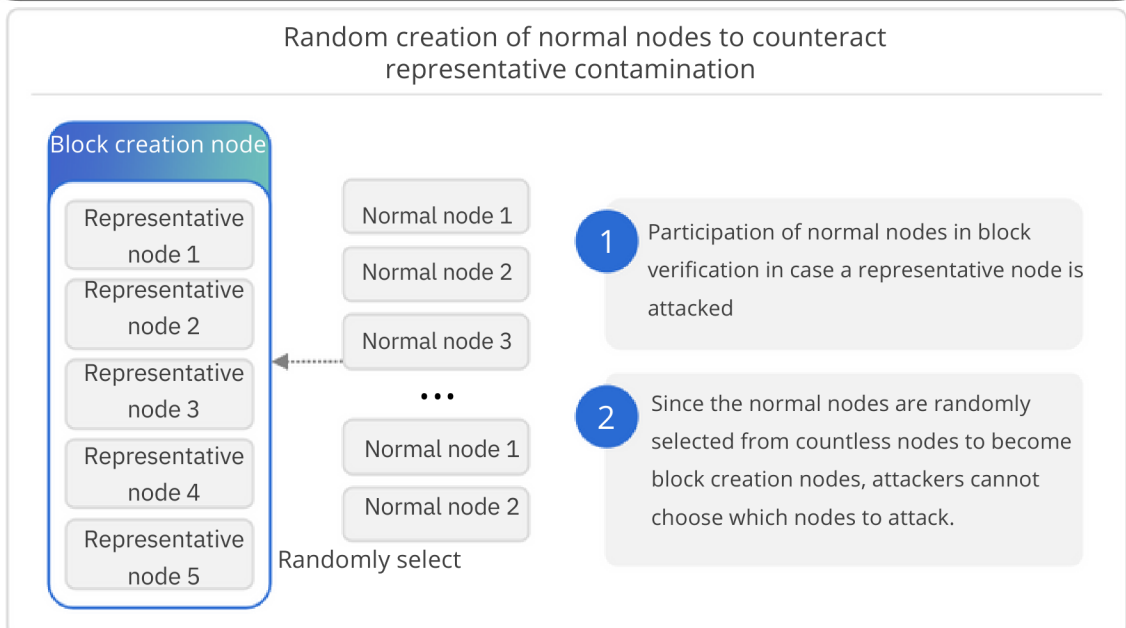 Random creation of normal nodes to counteract
representative contamination
Block creation node
Representative
node 1
Representative
node 2
Representative
node 3
Representative
node 4
Representative
node 5
Normal node 1
Normal node 2
Normal node 3
...
Normal node 1
Normal node 2
Randomly select
1
Participation of normal nodes in block
verification in case a representative node is
attacked
2
Since the normal nodes are randomly
selected from countless nodes to become
block creation nodes, attackers cannot
choose which nodes to attack.